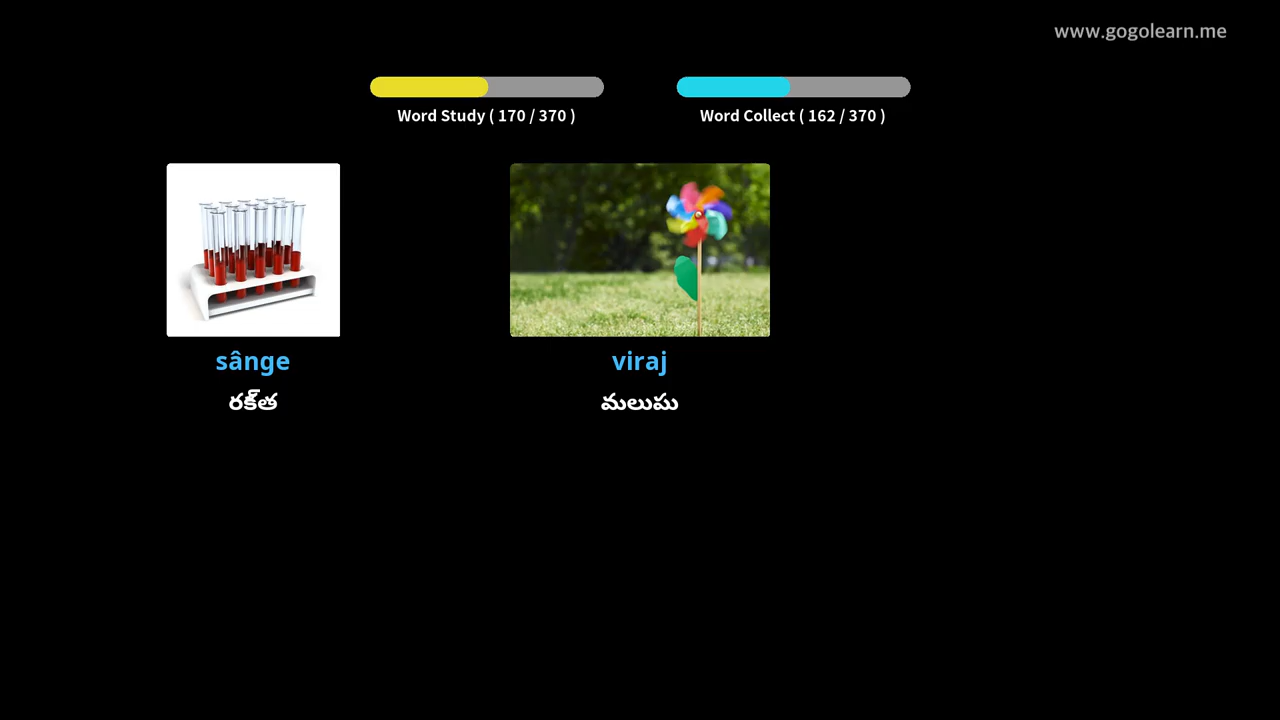 www.gogolearn.me
Word Study ( 170 / 370 )
Word Collect ( 162 / 370 )
sânge
రక్‌త
viraj
మలుపు